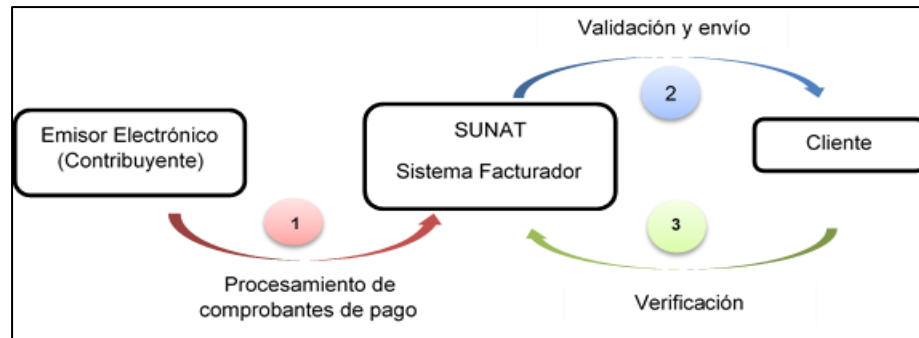 Validación y envío
2
Emisor Electrónico
(Contribuyente)
SUNAT
Sistema Facturador
Cliente
1
3
Procesamiento de
comprobantes de pago
Verificación